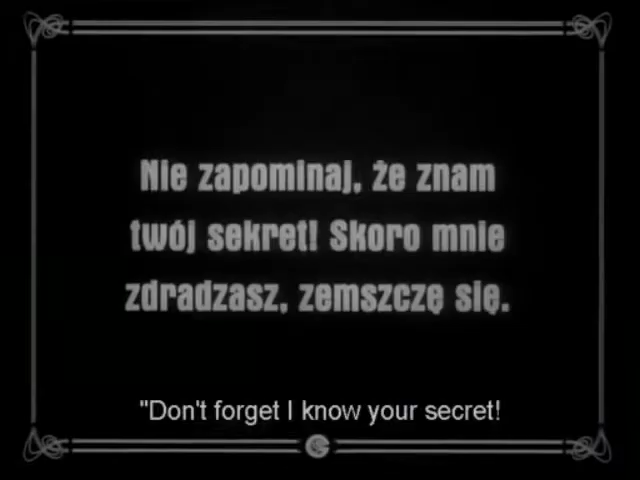 Nie zapominaj, że znam
twój sekret! Skoro mnie
zdradzasz, zemszczę się.
"Don't forget I know your secret!